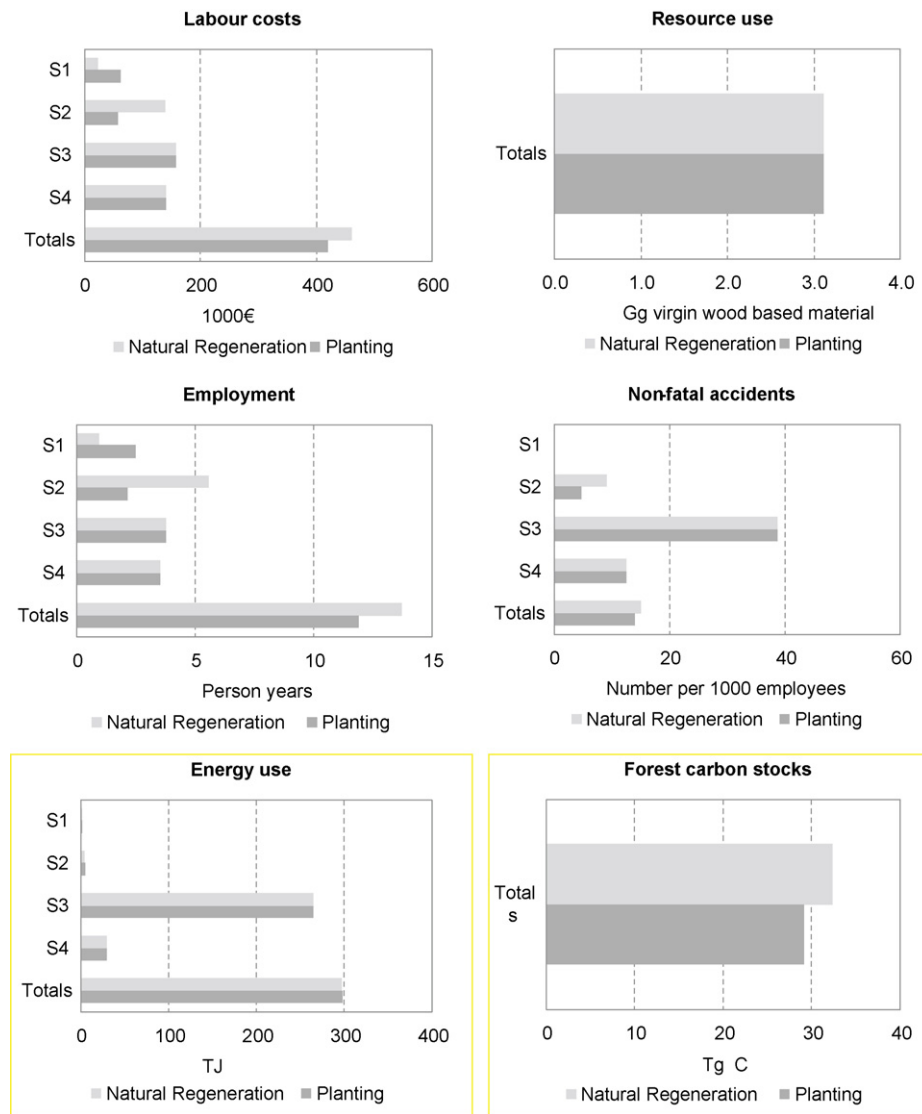 Labour costs
S1
S2
S3
S4
Totals
0 200 400 600
1000€
Natural Regeneration Planting
Resource use
Totals
0.0 1.0 2.0 3.0 4.0
Gg virgin wood based material
Natural Regeneration Planting
Employment
S1
S2
S3
S4
Totals
0 5 10 15
Person years
Natural Regeneration Planting
Non-fatal accidents
S1
S2
S3
S4
Totals
0 20 40 60
Number per 1000 employees
Natural Regeneration Planting
Energy use
S1
S2
S3
S4
Totals
0 100 200 300 400
TJ
Natural Regeneration Planting
Forest carbon stocks
Total
s
0 10 20 30 40
Tg C
Natural Regeneration Planting